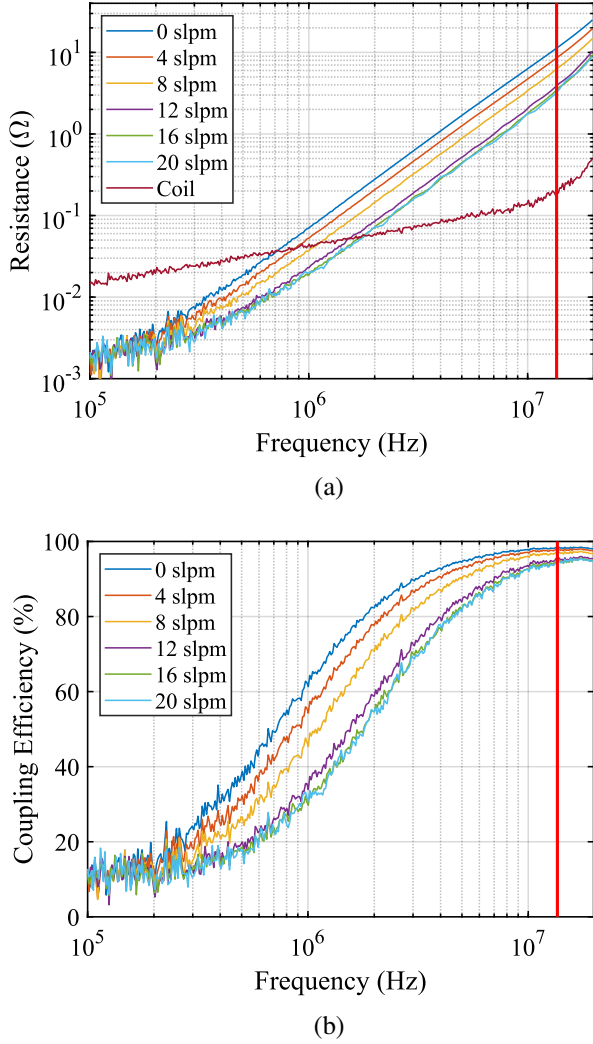 10^1
10^0
10^-1
10^-2
10^-3
Resistance (Ω)
0 slpm
4 slpm
8 slpm
12 slpm
16 slpm
20 slpm
Coil
10^5
10^6
10^7
Frequency (Hz)
(a)
100
80
60
40
20
0
Coupling Efficiency (%)
0 slpm
4 slpm
8 slpm
12 slpm
16 slpm
20 slpm
10^5
10^6
10^7
Frequency (Hz)
(b)